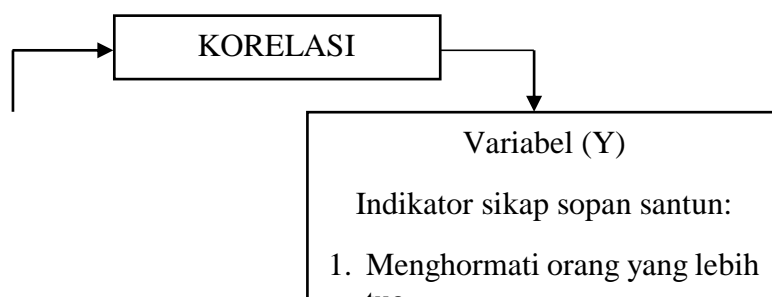 KORELASI
Variabel (Y)
Indikator sikap sopan santun:
1. Menghormati orang yang lebih